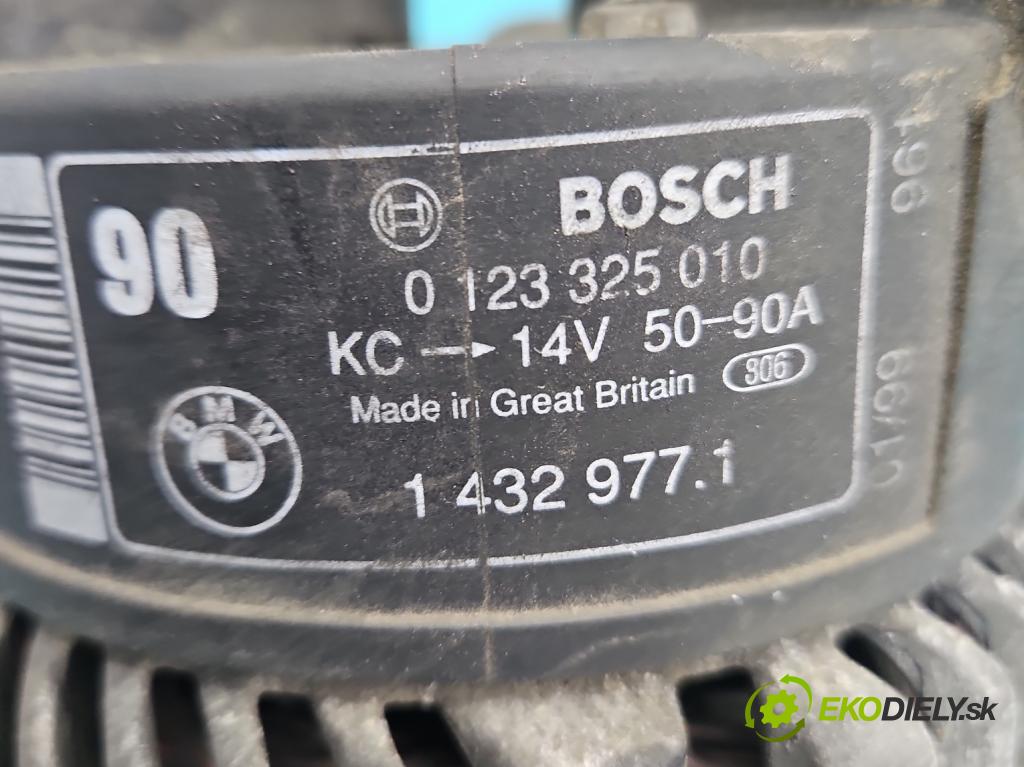 90
BOSCH
0 123 325 010
KC → 14V 50-90A
Made in Great Britain 806
BMW
1 432 977.1
01/99
EKODIELY.sk